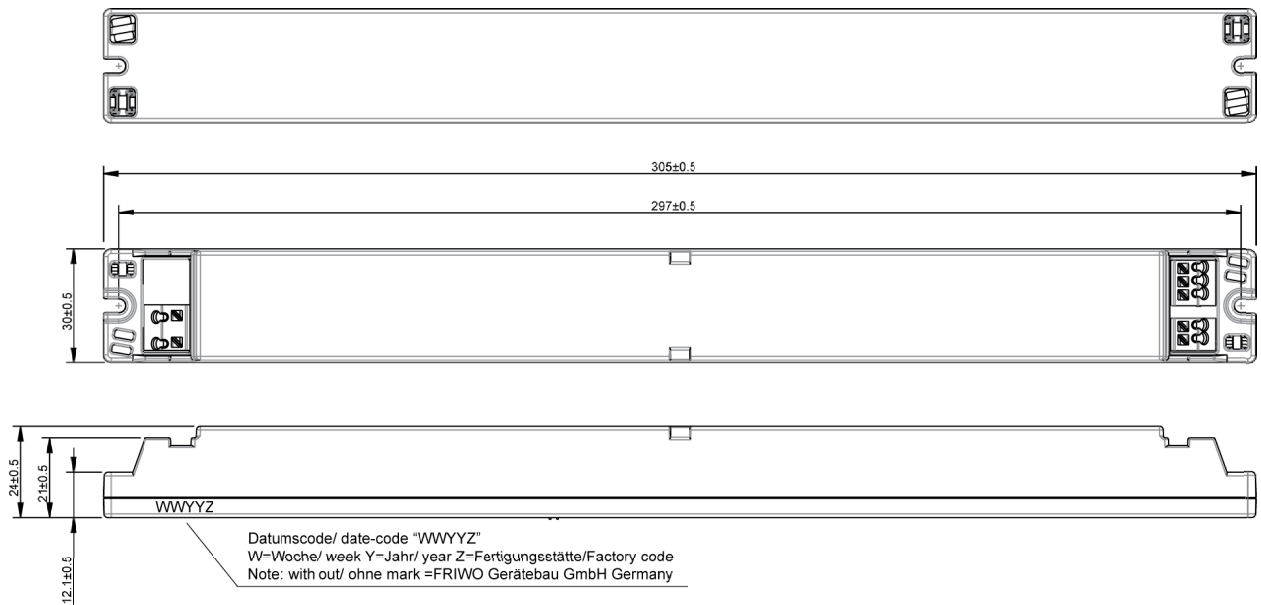 305±0.5
297±0.5
30±0.5
24±0.5
21±0.5
12.1±0.5
WWYYZ
Datumscode/ date-code "WWYYZ"
W=Woche/ week Y=Jahr/ year Z=Fertigungsstätte/Factory code
Note: with out/ ohne mark =FRIWO Gerätebau GmbH Germany